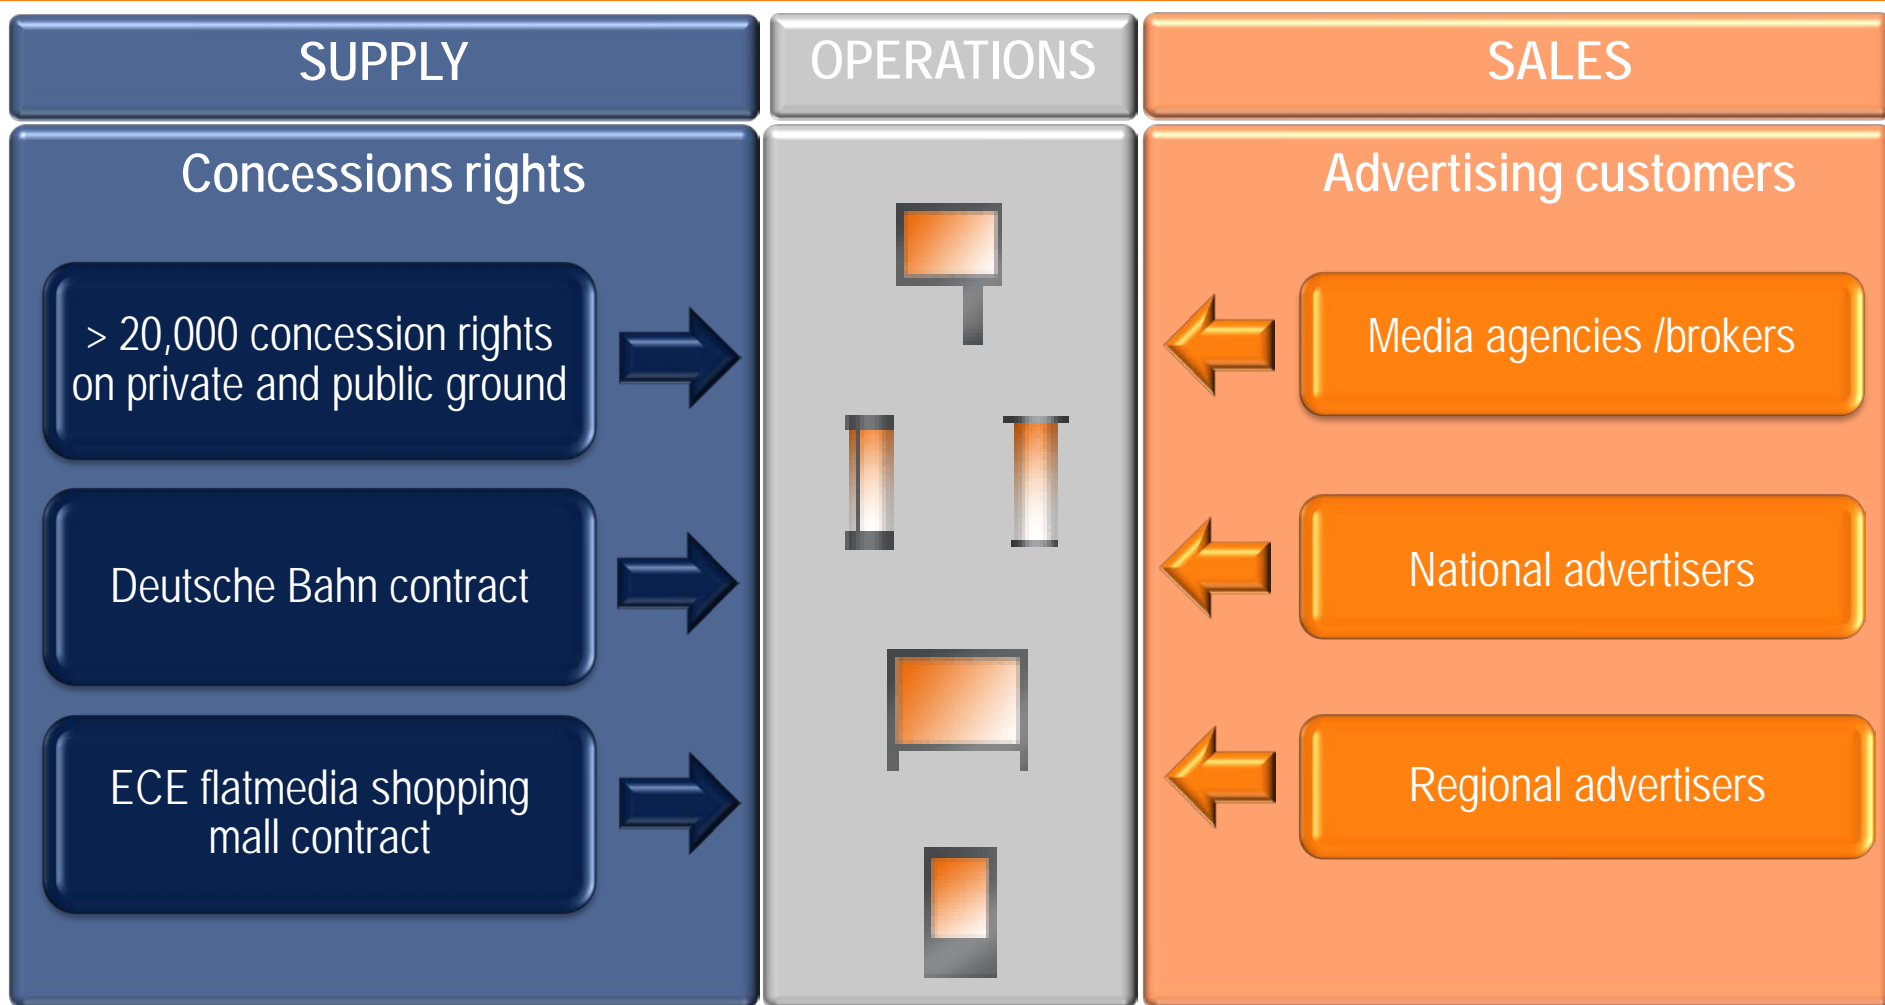 SUPPLY
OPERATIONS
SALES
Concessions rights
> 20,000 concession rights
on private and public ground
Deutsche Bahn contract
ECE flatmedia shopping
mall contract
Advertising customers
Media agencies /brokers
National advertisers
Regional advertisers